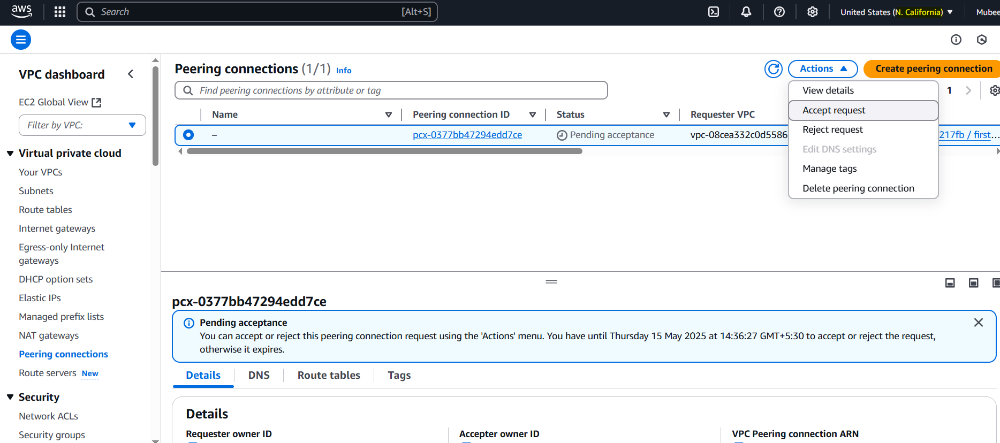 aws
Search [Alt+S]
United States (N. California)
VPC dashboard
EC2 Global View
Filter by VPC:
Virtual private cloud
Your VPCs
Subnets
Route tables
Internet gateways
Egress-only Internet
gateways
DHCP option sets
Elastic IPs
Managed prefix lists
NAT gateways
Peering connections
Route servers New
Security
Network ACLs
Security groups
Peering connections (1/1) Info
Actions
Create peering connection
Find peering connections by attribute or tag
1
View details
Accept request
Reject request
Edit DNS settings
Manage tags
Delete peering connection
Name Peering connection ID Status Requester VPC
– pcx-0377bb47294edd7ce Pending acceptance vpc-08cea332c0d5586 217fb / first...
pcx-0377bb47294edd7ce
Pending acceptance
You can accept or reject this peering connection request using the 'Actions' menu. You have until Thursday 15 May 2025 at 14:36:27 GMT+5:30 to accept or reject the request,
otherwise it expires.
Details DNS Route tables Tags
Details
Requester owner ID Accepter owner ID VPC Peering connection ARN